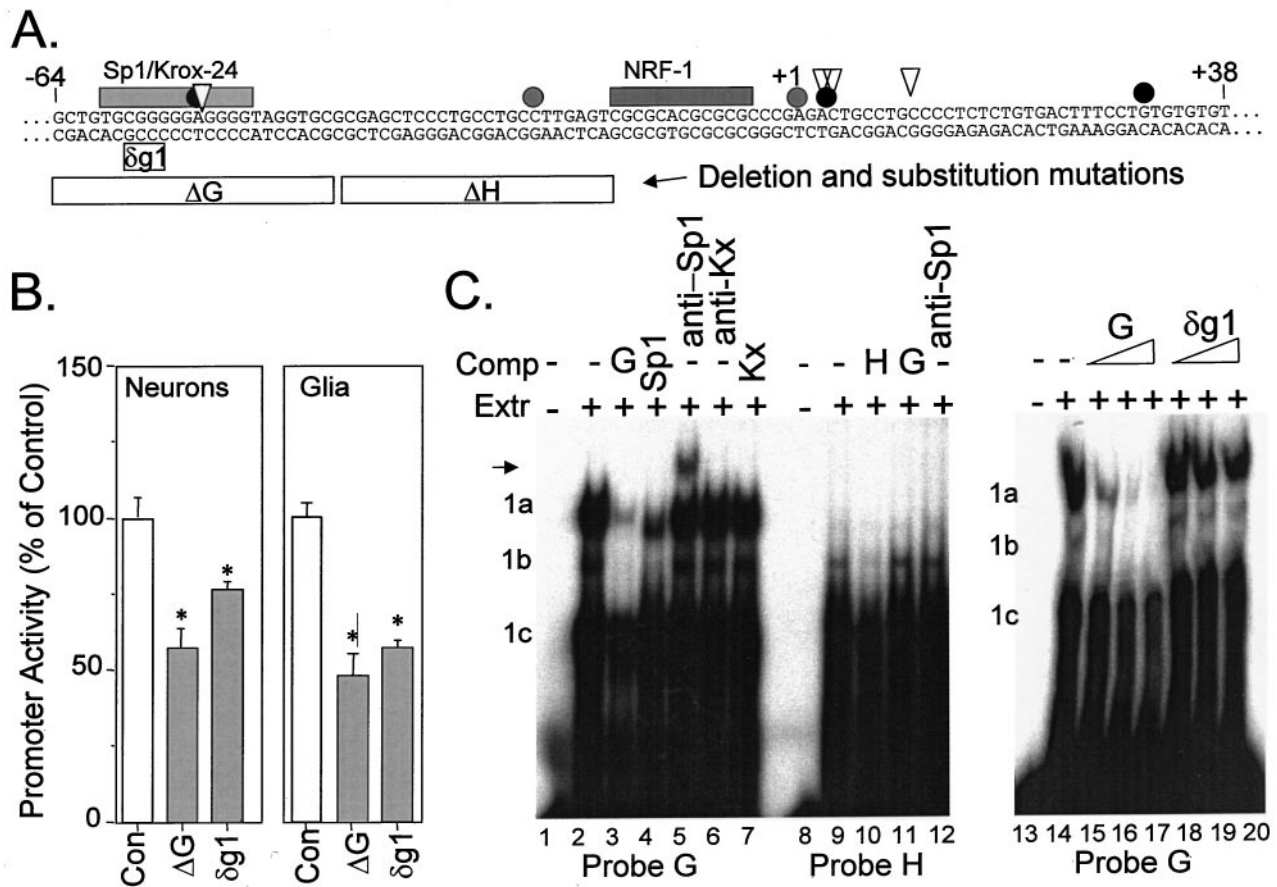 A.
-64 Sp1/Krox-24 NRF-1 +1 +38
...GCTGTGCGGGGGAGGGGTAGGTGCGCGAGCTCCCTGCCTGCCTTGAGTCGCGCACGCGCGCCCGAGACTGCCTGCCCCTCTCTGTGACTTTCCTGTGTGTGT...
...CGACACGCCCCCTCCCCATCCACGCGCTCGAGGGACGGACGGAACTCAGCGCGTGCGCGCGGGCTCTGACGGACGGGGAGAGACACTGAAAGGACACACACA...
δg1
ΔG ΔH Deletion and substitution mutations
B.
Promoter Activity (% of Control)
150
100
50
0
Neurons Glia
* * * *
Con ΔG δg1 Con ΔG δg1
C.
Comp - - G Sp1 anti-Sp1 - anti-Kx - Kx - - H G anti-Sp1 - - - G δg1
Extr - + + + + + + - + + + + - + + + + + + +
1a
1b
1c
1 2 3 4 5 6 7 8 9 10 11 12
Probe G Probe H
1a
1b
1c
13 14 15 16 17 18 19 20
Probe G